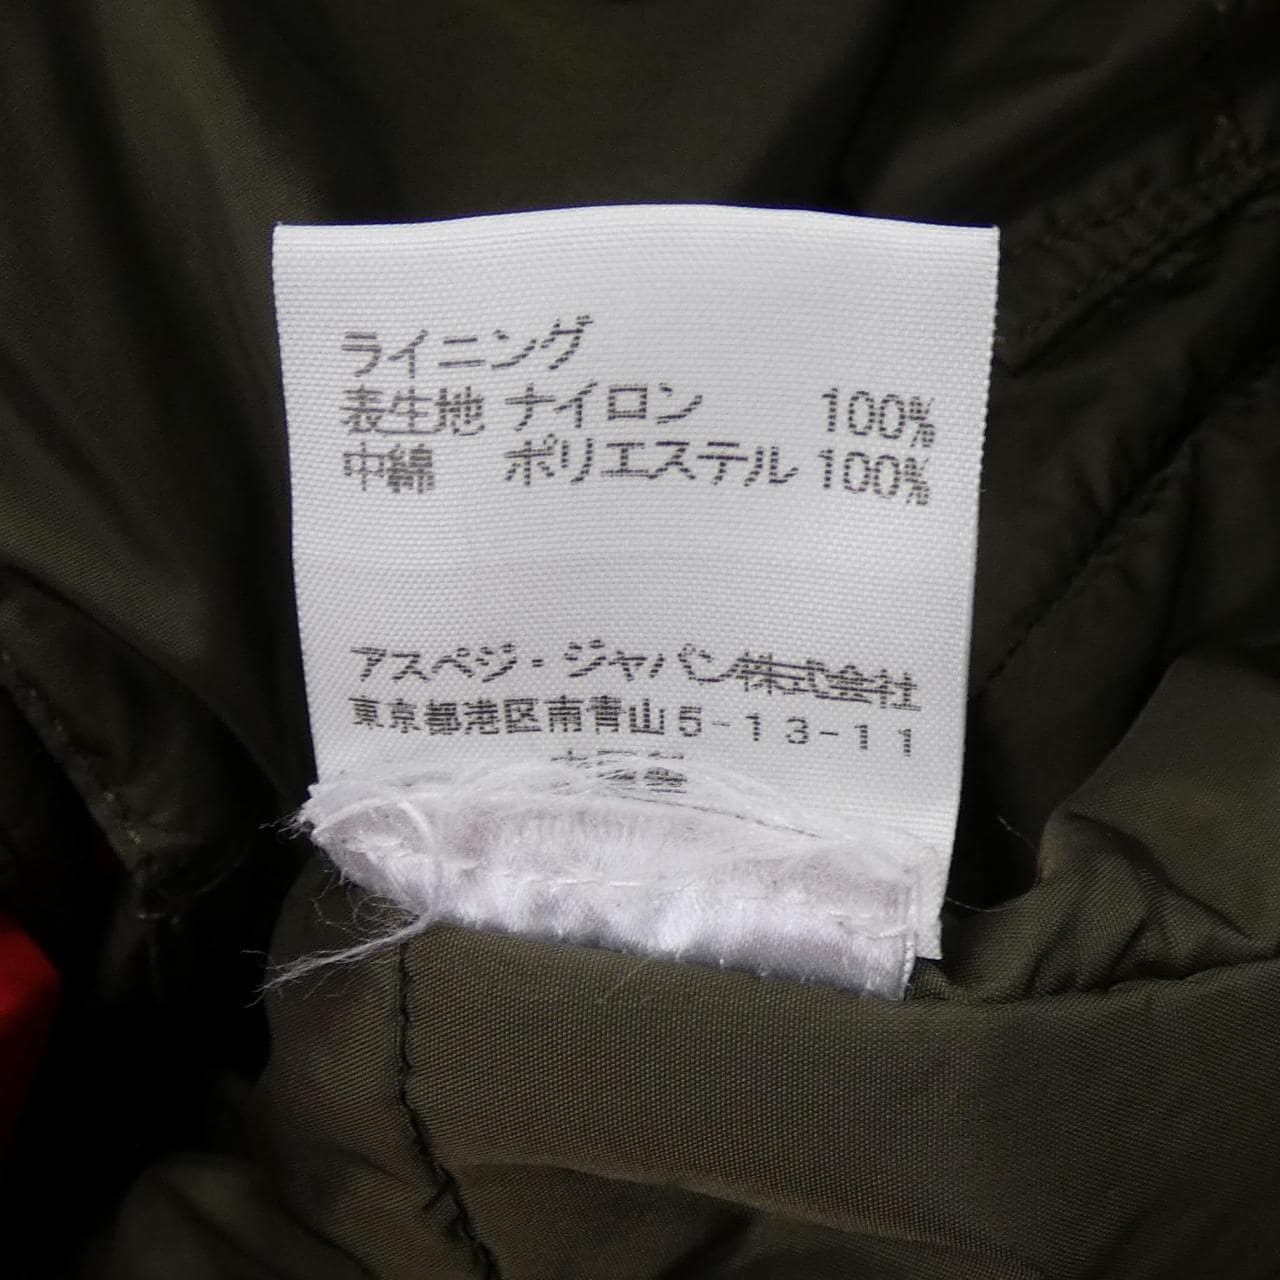 ライニング
表生地 ナイロン 100%
中綿 ポリエステル 100%
アスペジ・ジャパン株式会社
東京都港区南青山5-13-11